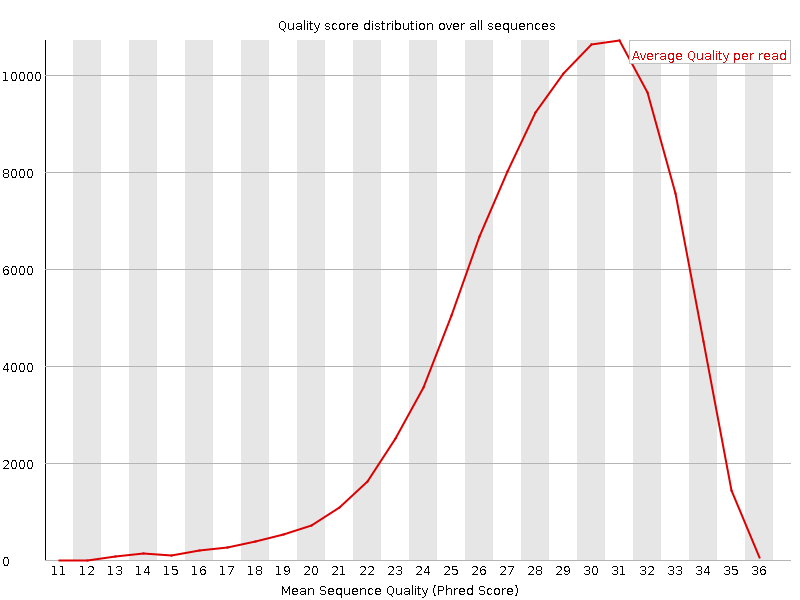 Quality score distribution over all sequences
Average Quality per read
10000
8000
6000
4000
2000
0
11 12 13 14 15 16 17 18 19 20 21 22 23 24 25 26 27 28 29 30 31 32 33 34 35 36
Mean Sequence Quality (Phred Score)